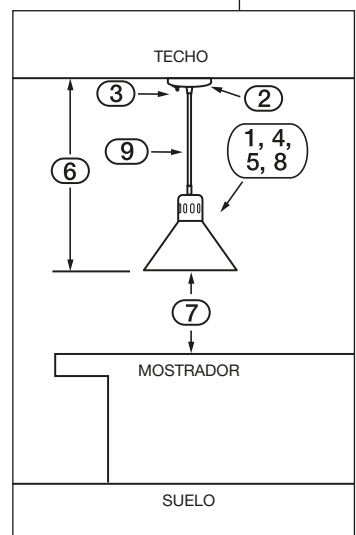 TECHO
3
2
9
1, 4,
5, 8
6
7
MOSTRADOR
SUELO